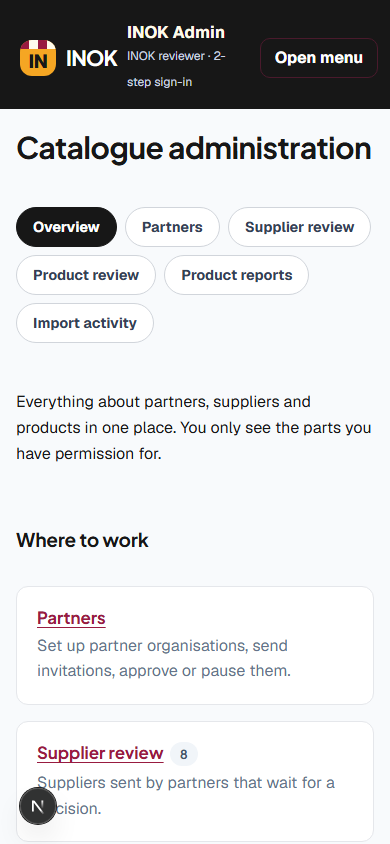 IN
INOK
INOK Admin
INOK reviewer · 2-
step sign-in
Open menu
Catalogue administration
Overview
Partners
Supplier review
Product review
Product reports
Import activity
Everything about partners, suppliers and
products in one place. You only see the parts you
have permission for.
Where to work
Partners
Set up partner organisations, send
invitations, approve or pause them.
Supplier review 8
Suppliers sent by partners that wait for a
N